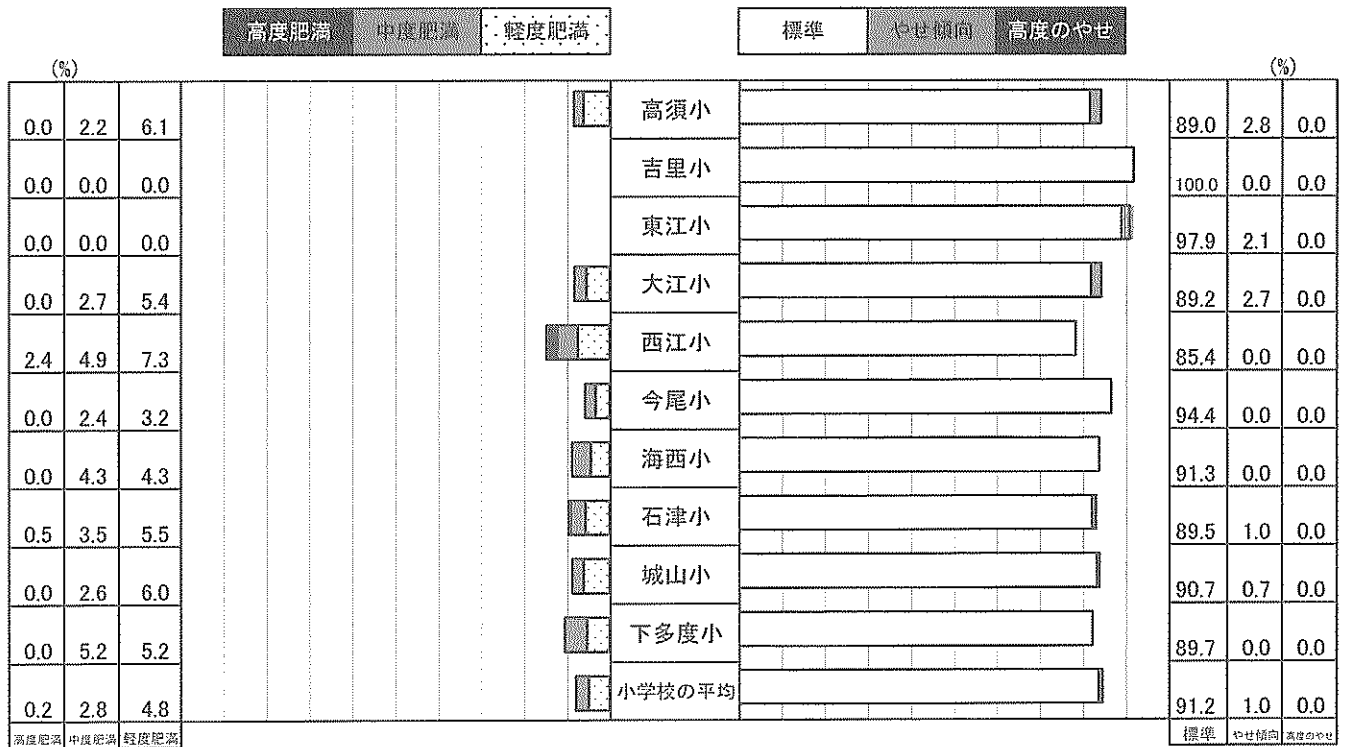 高度肥満 中度肥満 軽度肥満 標準 やせ傾向 高度のやせ
(%) (%)
0.0 2.2 6.1 高須小 89.0 2.8 0.0
0.0 0.0 0.0 吉里小 100.0 0.0 0.0
0.0 0.0 0.0 東江小 97.9 2.1 0.0
0.0 2.7 5.4 大江小 89.2 2.7 0.0
2.4 4.9 7.3 西江小 85.4 0.0 0.0
0.0 2.4 3.2 今尾小 94.4 0.0 0.0
0.0 4.3 4.3 海西小 91.3 0.0 0.0
0.5 3.5 5.5 石津小 89.5 1.0 0.0
0.0 2.6 6.0 城山小 90.7 0.7 0.0
0.0 5.2 5.2 下多度小 89.7 0.0 0.0
0.2 2.8 4.8 小学校の平均 91.2 1.0 0.0
高度肥満 中度肥満 軽度肥満 標準 やせ傾向 高度のやせ